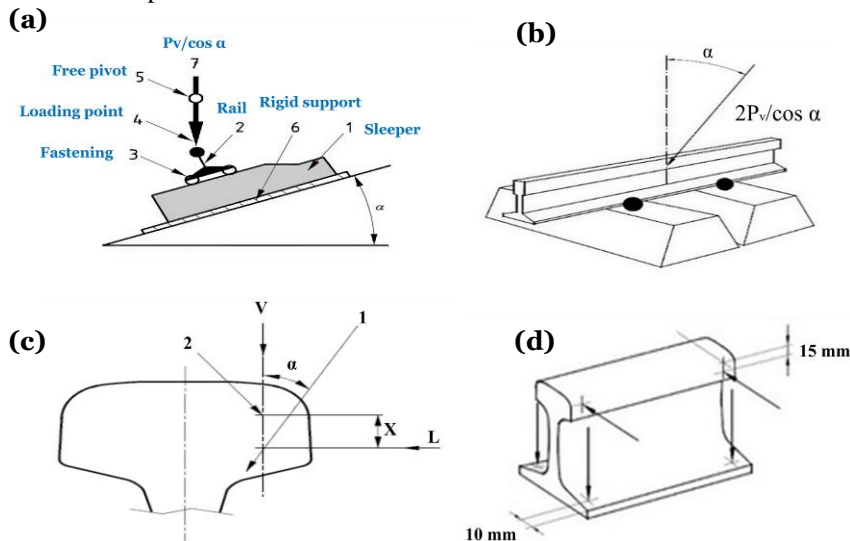 (a)
Pv/cos α
7
Free pivot 5
Rail Rigid support
Loading point 4 2 6 1 Sleeper
Fastening 3
α
(b)
α
2Pᵥ/cos α
(c)
V
1
2
α
X
L
(d)
15 mm
10 mm